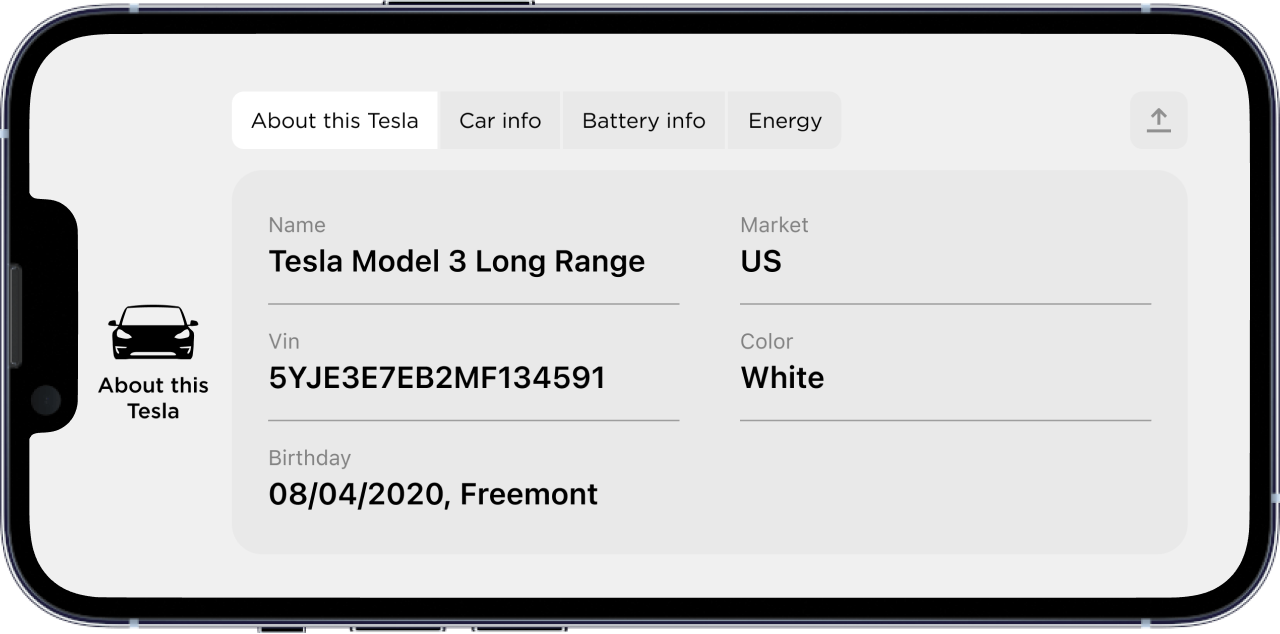 About this Tesla
Car info
Battery info
Energy
About this
Tesla
Name
Tesla Model 3 Long Range
Market
US
Vin
5YJE3E7EB2MF134591
Color
White
Birthday
08/04/2020, Freemont